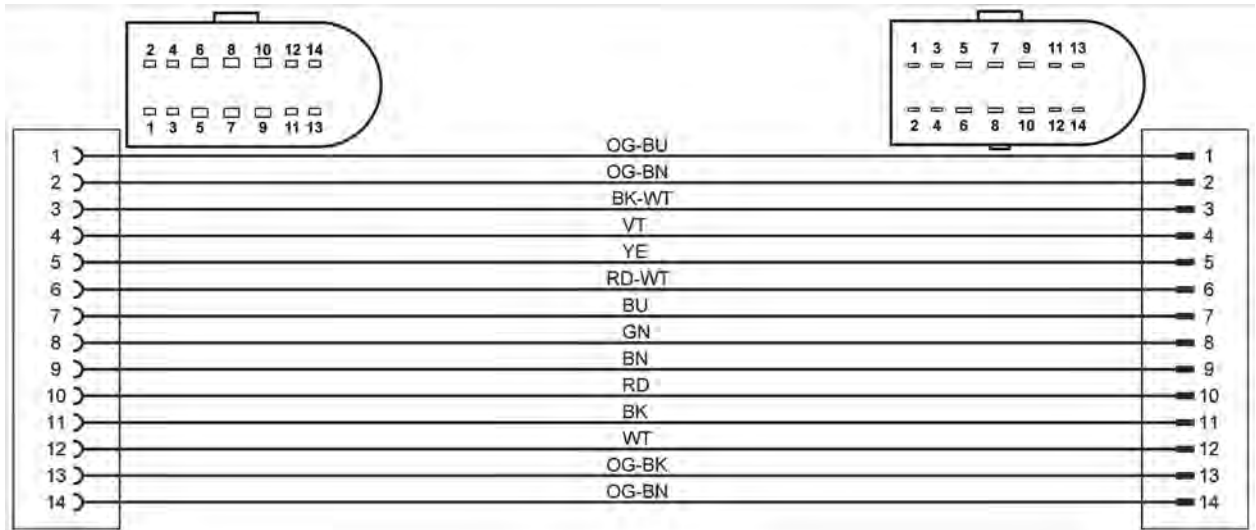 2 4 6 8 10 12 14
1 3 5 7 9 11 13
1 3 5 7 9 11 13
2 4 6 8 10 12 14
1 OG-BU 1
2 OG-BN 2
3 BK-WT 3
4 VT 4
5 YE 5
6 RD-WT 6
7 BU 7
8 GN 8
9 BN 9
10 RD 10
11 BK 11
12 WT 12
13 OG-BK 13
14 OG-BN 14